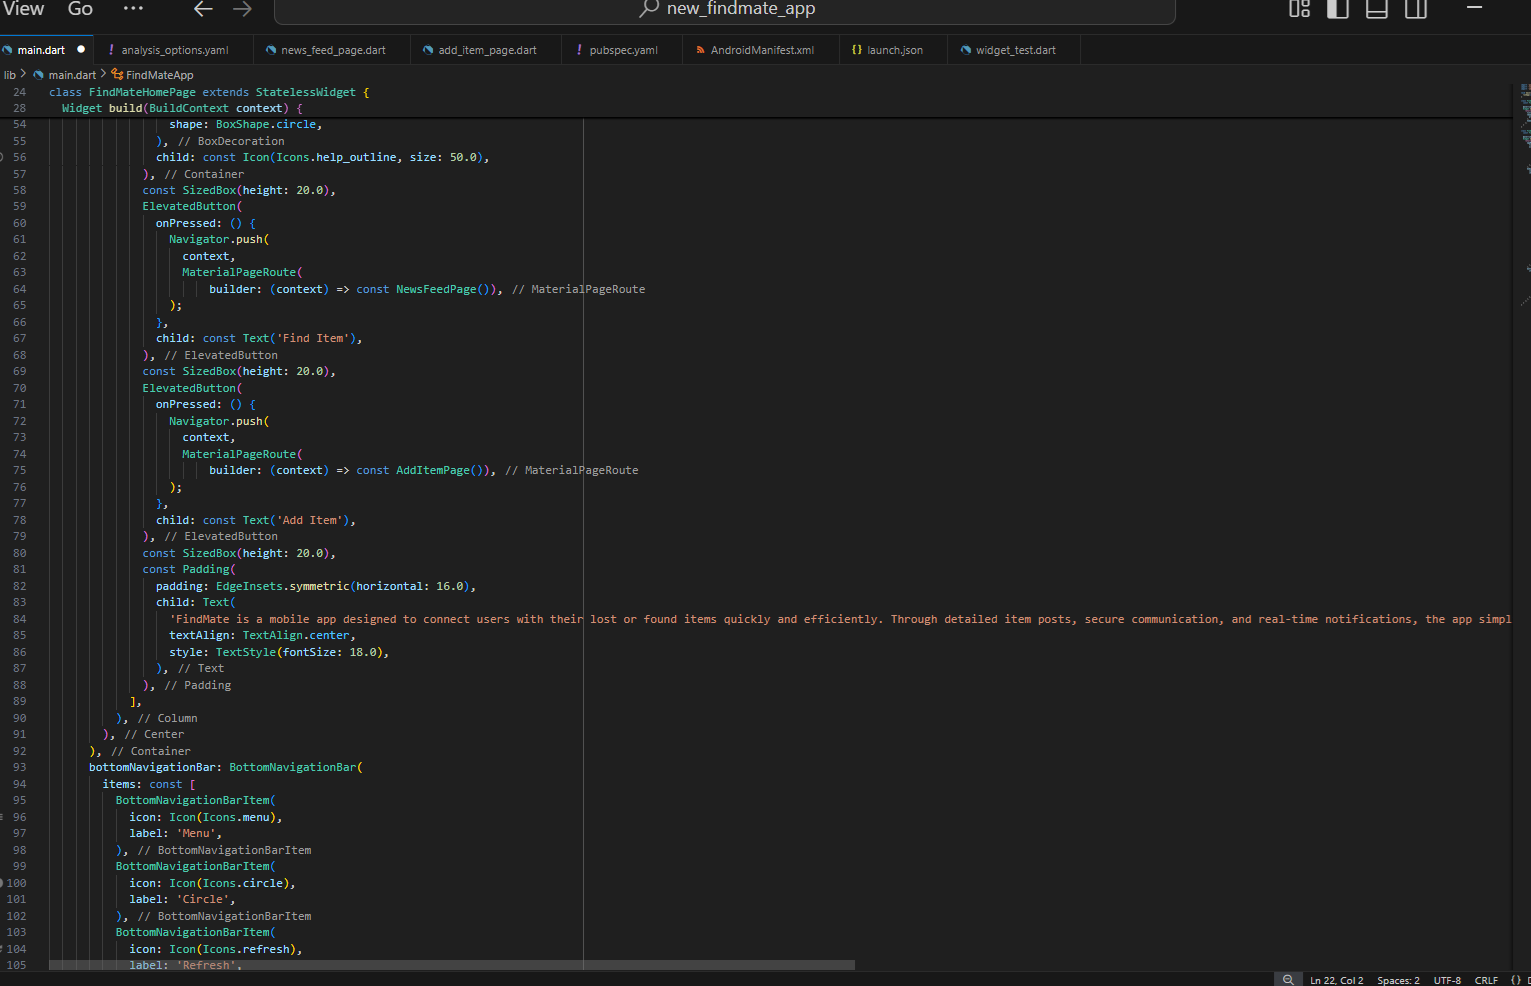 View Go ··· new_findmate_app
main.dart analysis_options.yaml news_feed_page.dart add_item_page.dart pubspec.yaml AndroidManifest.xml launch.json widget_test.dart
lib > main.dart > FindMateApp
24 class FindMateHomePage extends StatelessWidget {
28 Widget build(BuildContext context) {
54 shape: BoxShape.circle,
55 ), // BoxDecoration
56 child: const Icon(Icons.help_outline, size: 50.0),
57 ), // Container
58 const SizedBox(height: 20.0),
59 ElevatedButton(
60 onPressed: () {
61 Navigator.push(
62 context,
63 MaterialPageRoute(
64 builder: (context) => const NewsFeedPage()), // MaterialPageRoute
65 );
66 },
67 child: const Text('Find Item'),
68 ), // ElevatedButton
69 const SizedBox(height: 20.0),
70 ElevatedButton(
71 onPressed: () {
72 Navigator.push(
73 context,
74 MaterialPageRoute(
75 builder: (context) => const AddItemPage()), // MaterialPageRoute
76 );
77 },
78 child: const Text('Add Item'),
79 ), // ElevatedButton
80 const SizedBox(height: 20.0),
81 const Padding(
82 padding: EdgeInsets.symmetric(horizontal: 16.0),
83 child: Text(
84 'FindMate is a mobile app designed to connect users with their lost or found items quickly and efficiently. Through detailed item posts, secure communication, and real-time notifications, the app simpl
85 textAlign: TextAlign.center,
86 style: TextStyle(fontSize: 18.0),
87 ), // Text
88 ), // Padding
89 ],
90 ), // Column
91 ), // Center
92 ), // Container
93 bottomNavigationBar: BottomNavigationBar(
94 items: const [
95 BottomNavigationBarItem(
96 icon: Icon(Icons.menu),
97 label: 'Menu',
98 ), // BottomNavigationBarItem
99 BottomNavigationBarItem(
100 icon: Icon(Icons.circle),
101 label: 'Circle',
102 ), // BottomNavigationBarItem
103 BottomNavigationBarItem(
104 icon: Icon(Icons.refresh),
105 label: 'Refresh',
Ln 22, Col 2 Spaces: 2 UTF-8 CRLF {}